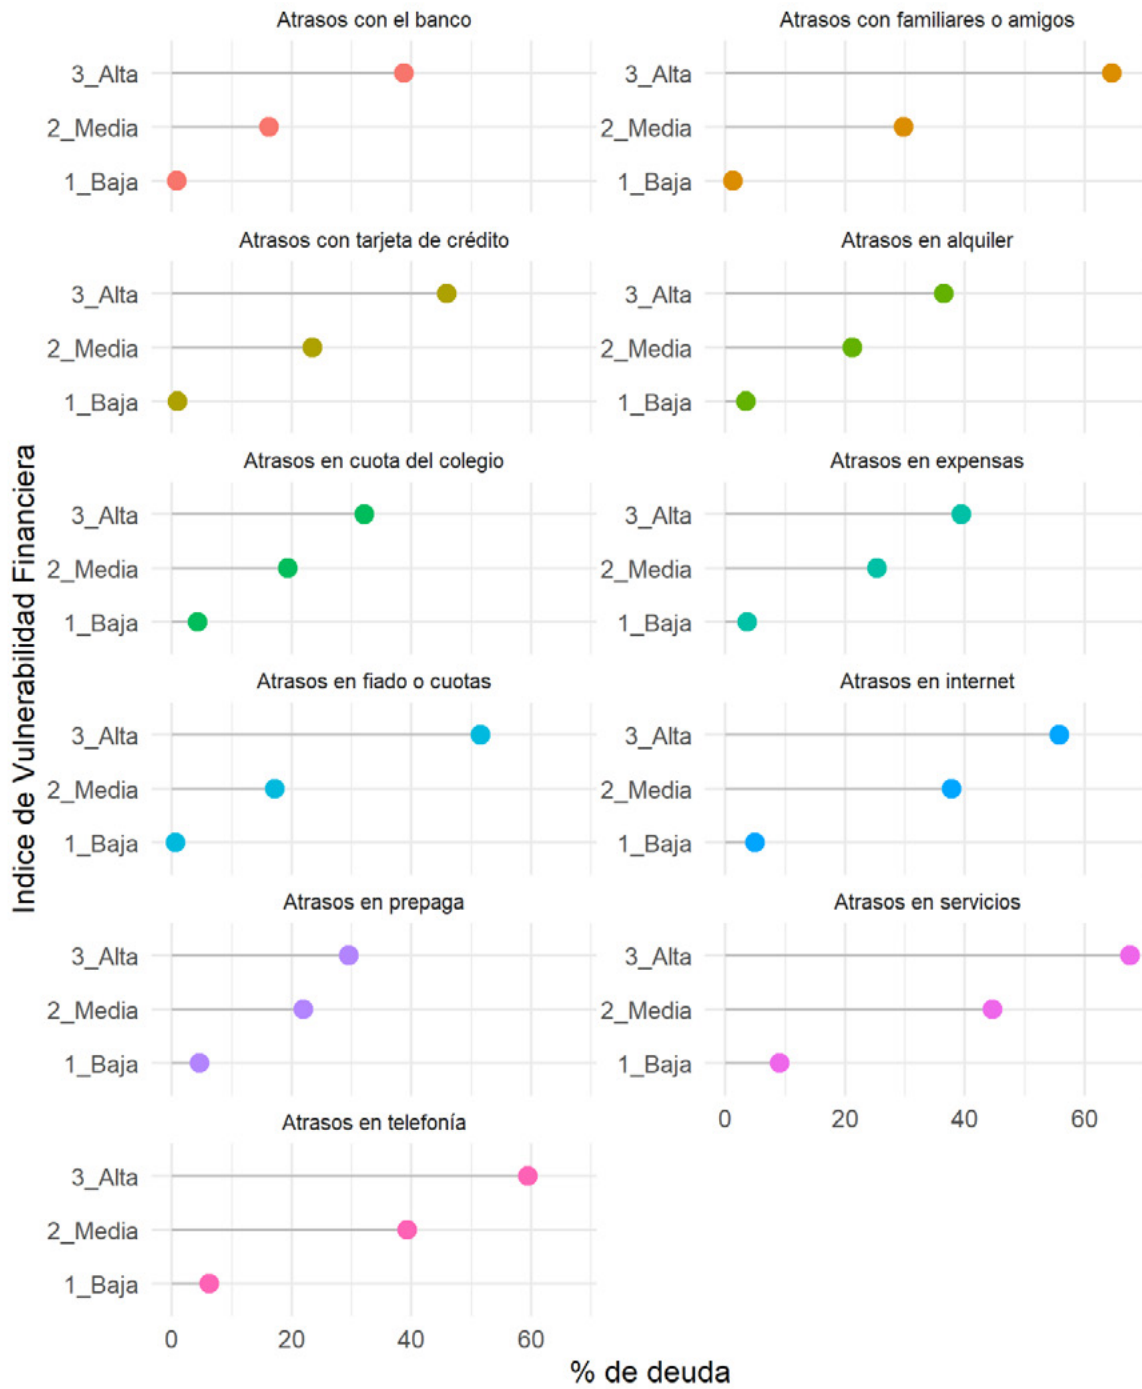 Atrasos con el banco
3_Alta
2_Media
1_Baja
Atrasos con familiares o amigos
3_Alta
2_Media
1_Baja
Atrasos con tarjeta de crédito
3_Alta
2_Media
1_Baja
Atrasos en alquiler
3_Alta
2_Media
1_Baja
Atrasos en cuota del colegio
3_Alta
2_Media
1_Baja
Atrasos en expensas
3_Alta
2_Media
1_Baja
Atrasos en fiado o cuotas
3_Alta
2_Media
1_Baja
Atrasos en internet
3_Alta
2_Media
1_Baja
Atrasos en prepaga
3_Alta
2_Media
1_Baja
Atrasos en servicios
3_Alta
2_Media
1_Baja
0 20 40 60
Atrasos en telefonía
3_Alta
2_Media
1_Baja
0 20 40 60
% de deuda
Indice de Vulnerabilidad Financiera